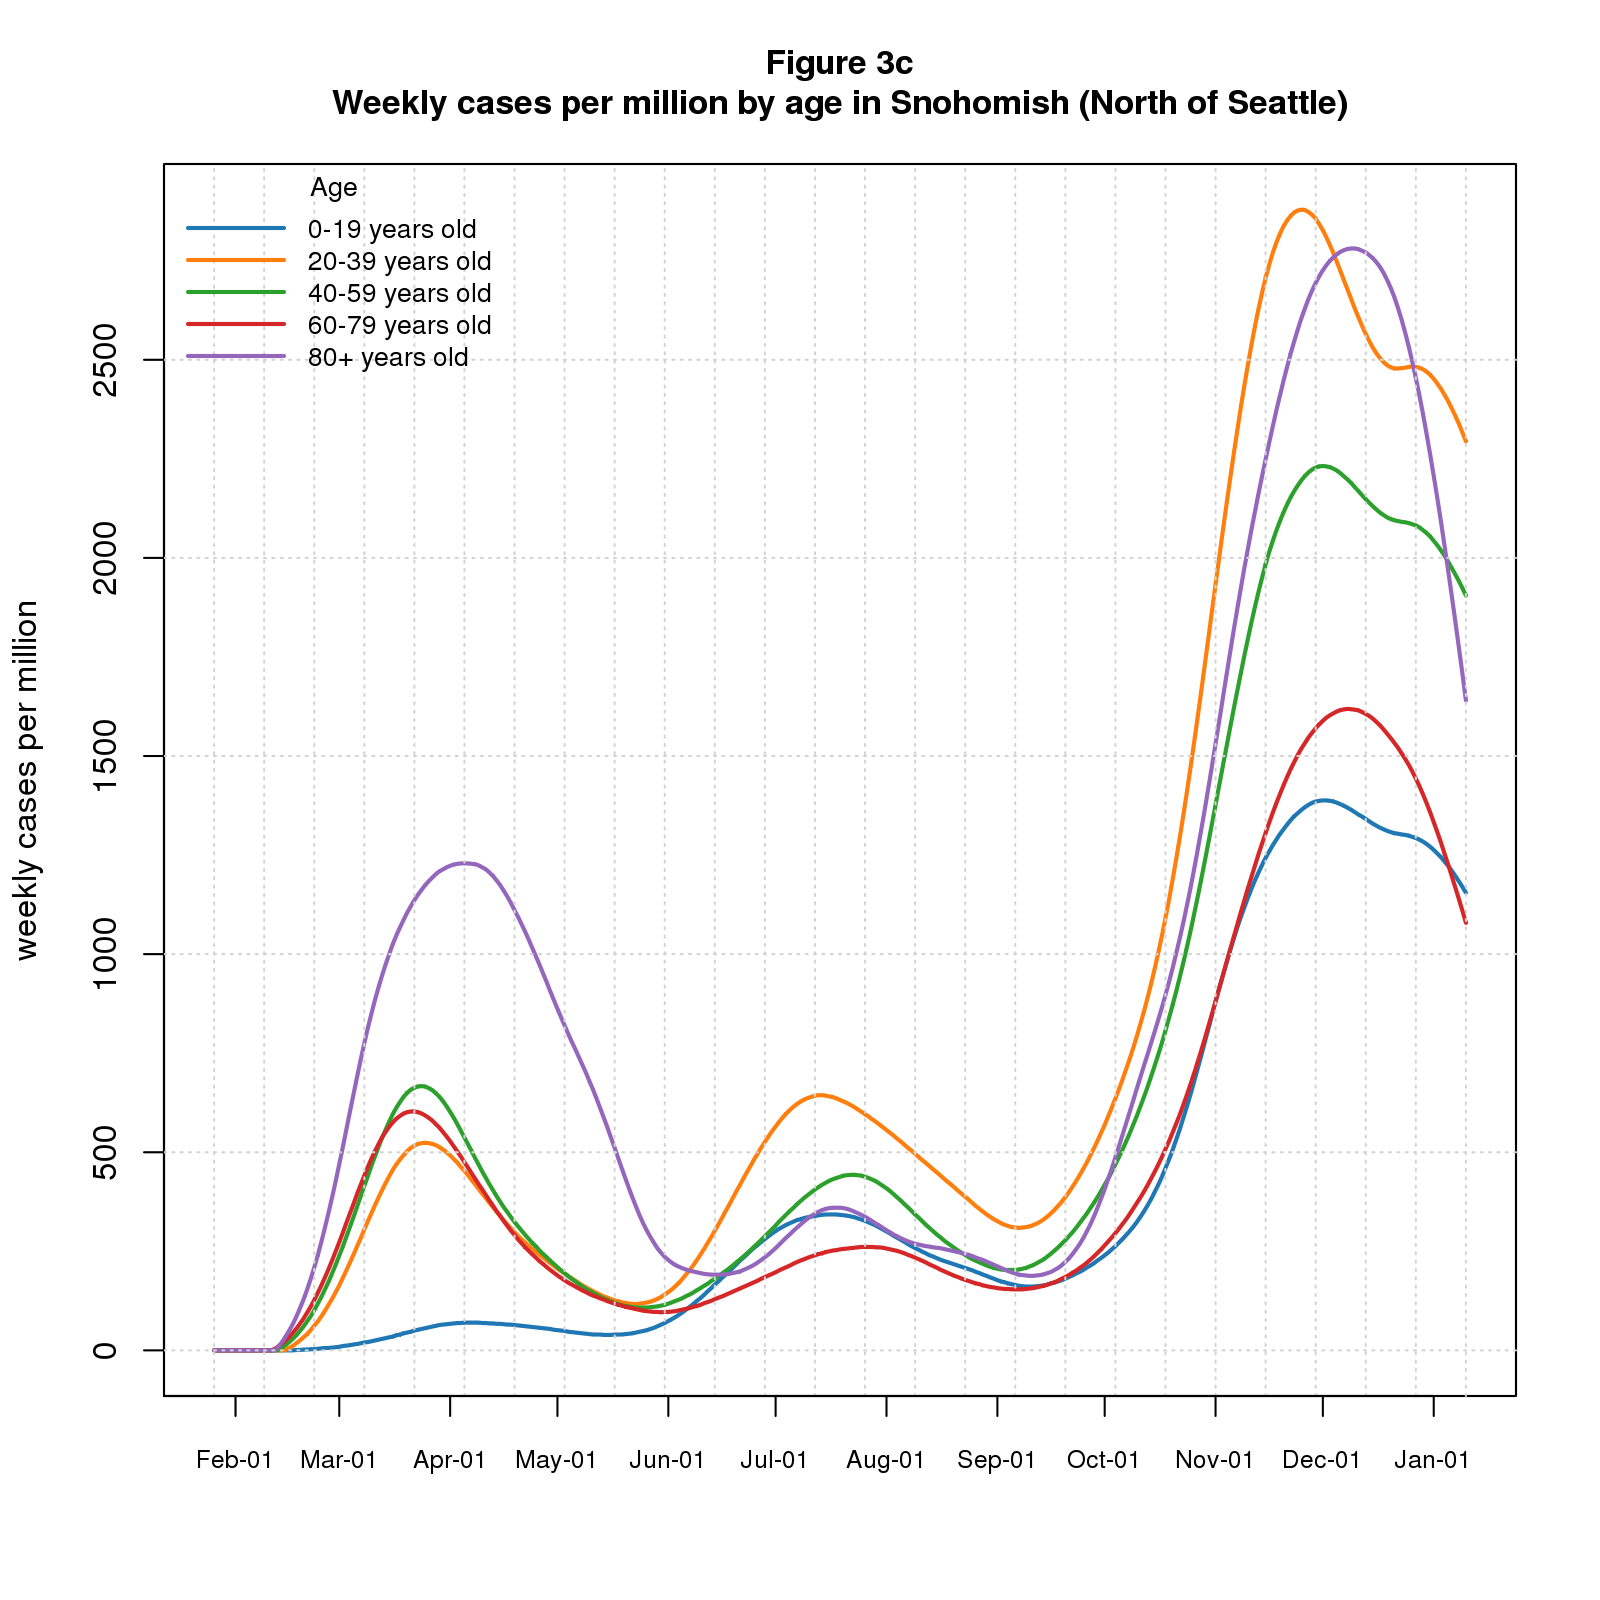 Figure 3c
Weekly cases per million by age in Snohomish (North of Seattle)
Age
0-19 years old
20-39 years old
40-59 years old
60-79 years old
80+ years old
weekly cases per million
2500
2000
1500
1000
500
0
Feb-01 Mar-01 Apr-01 May-01 Jun-01 Jul-01 Aug-01 Sep-01 Oct-01 Nov-01 Dec-01 Jan-01